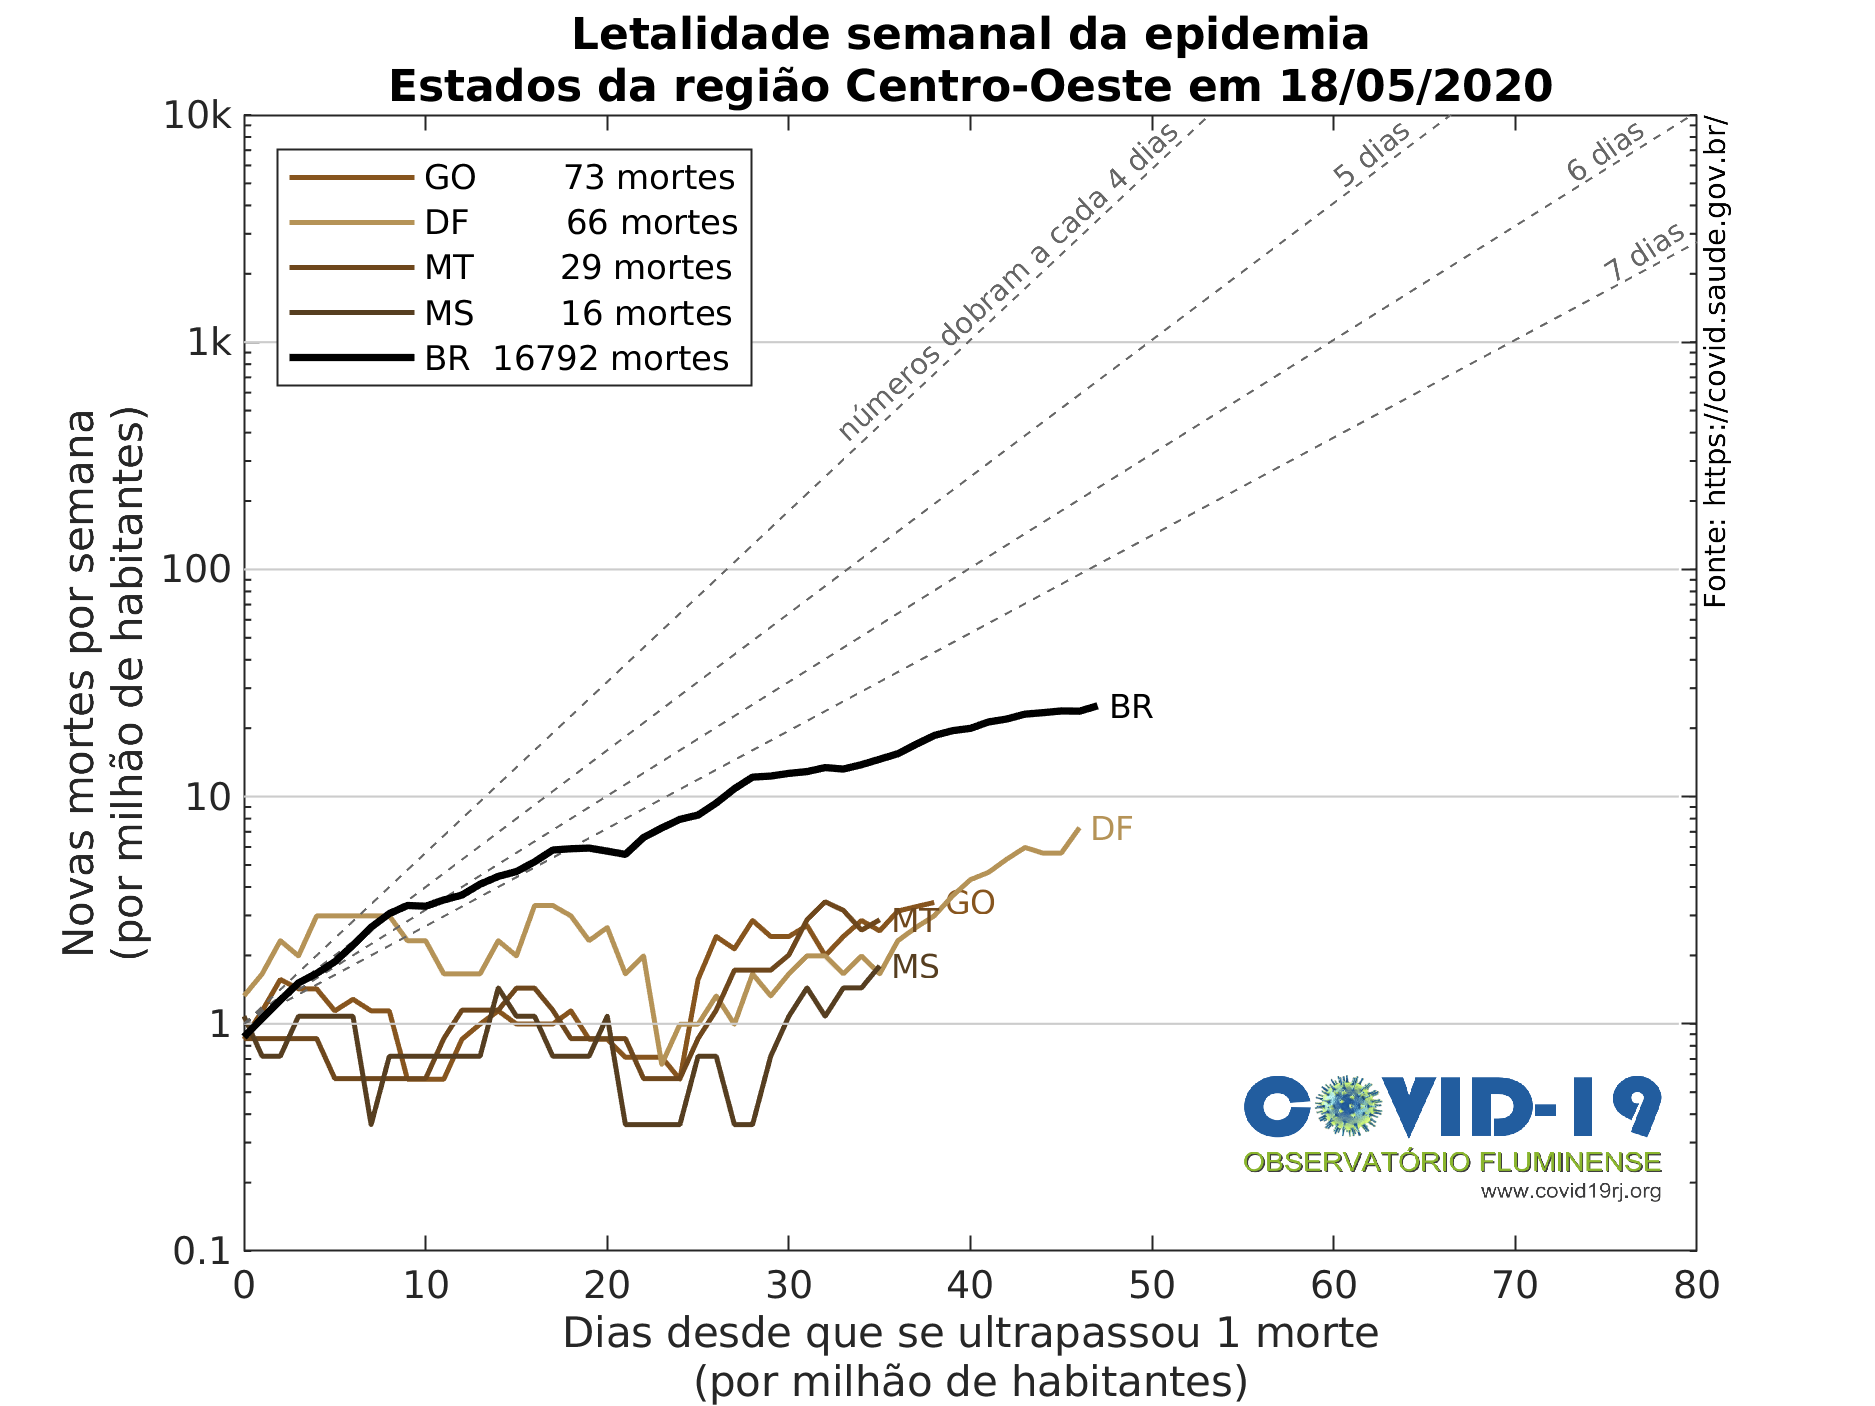 Letalidade semanal da epidemia
Estados da região Centro-Oeste em 18/05/2020
GO 73 mortes
DF 66 mortes
MT 29 mortes
MS 16 mortes
BR 16792 mortes
números dobram a cada 4 dias
5 dias
6 dias
7 dias
Fonte: https://covid.saude.gov.br/
Novas mortes por semana
(por milhão de habitantes)
10k
1k
100
10
1
0.1
BR
DF
GO
MT
MS
COVID-19
OBSERVATÓRIO FLUMINENSE
www.covid19rj.org
0 10 20 30 40 50 60 70 80
Dias desde que se ultrapassou 1 morte
(por milhão de habitantes)